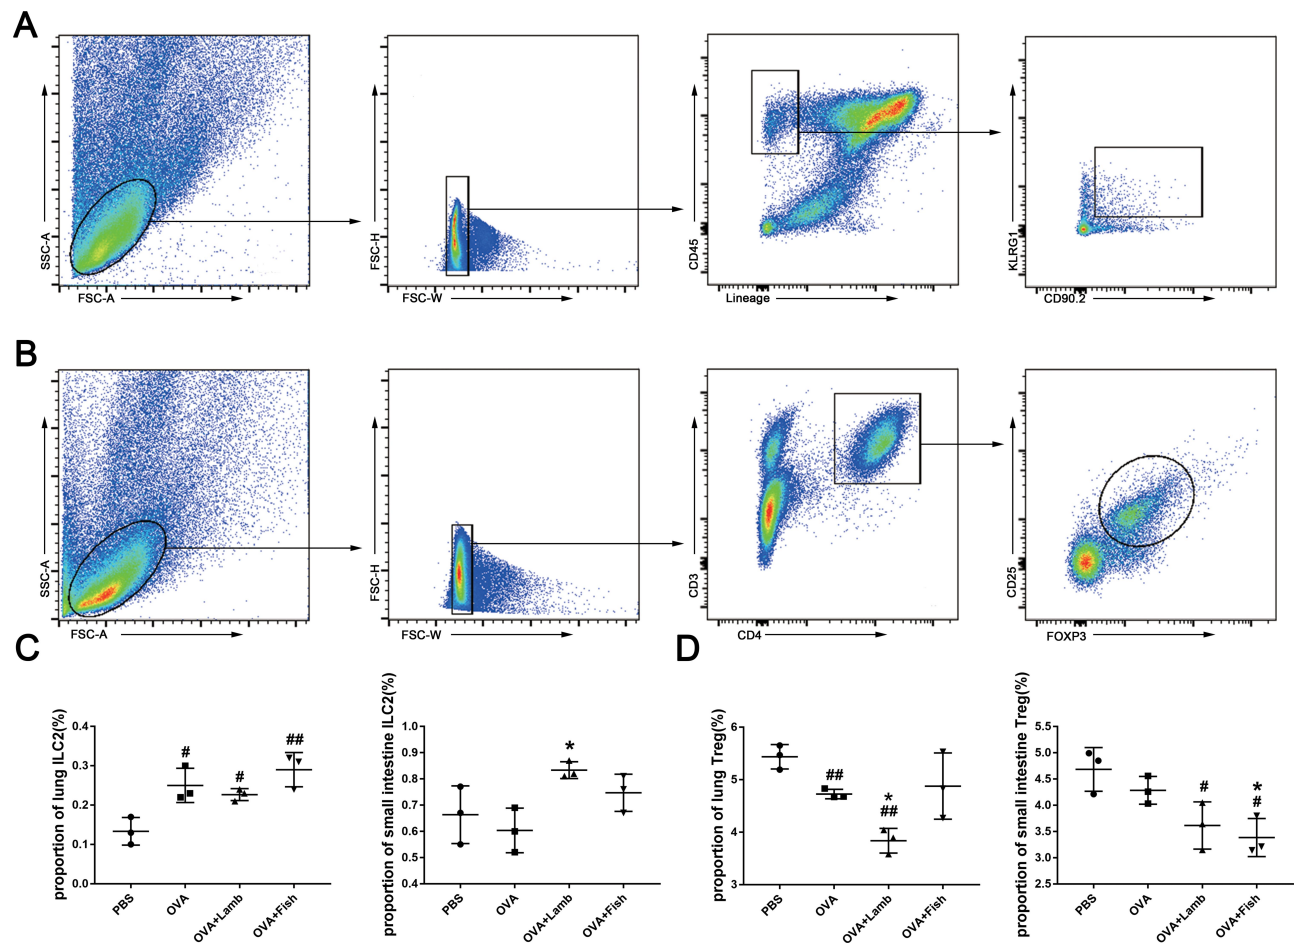 A
SSC-A
FSC-A
FSC-H
FSC-W
CD45
Lineage
KLRG1
CD90.2
B
SSC-A
FSC-A
FSC-H
FSC-W
CD3
CD4
CD25
FOXP3
C
proportion of lung ILC2(%)
0.4
0.3
0.2
0.1
0.0
#
#
##
PBS
OVA
OVA+Lamb
OVA+Fish
proportion of small intestine ILC2(%)
1.0
0.9
0.8
0.7
0.6
0.5
0.4
*
PBS
OVA
OVA+Lamb
OVA+Fish
D
proportion of lung Treg(%)
6
5
4
3
##
*
##
PBS
OVA
OVA+Lamb
OVA+Fish
proportion of small intestine Treg(%)
5.5
5.0
4.5
4.0
3.5
3.0
2.5
#
*
#
PBS
OVA
OVA+Lamb
OVA+Fish